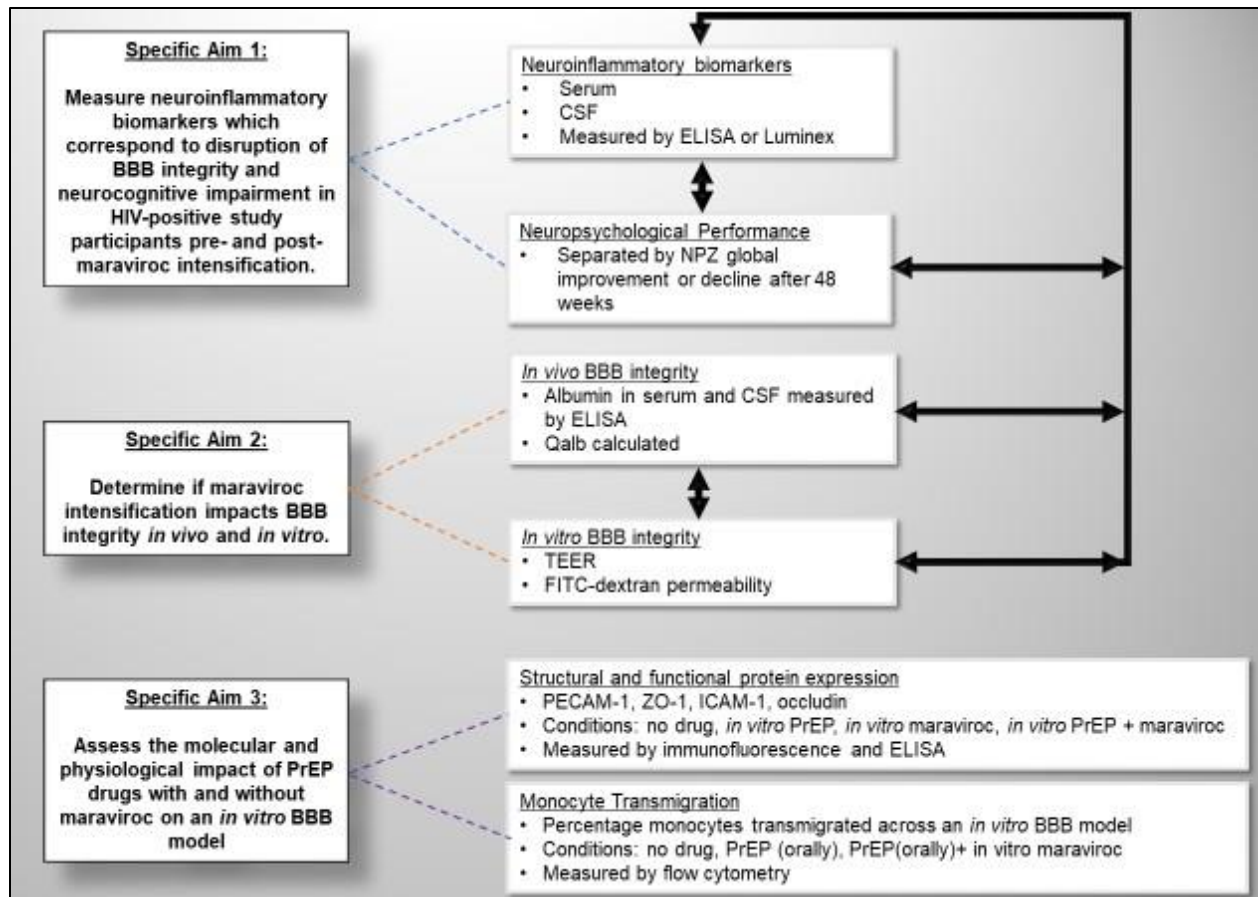 Specific Aim 1:
Measure neuroinflammatory
biomarkers which
correspond to disruption of
BBB integrity and
neurocognitive impairment in
HIV-positive study
participants pre- and post-
maraviroc intensification.
Neuroinflammatory biomarkers
• Serum
• CSF
• Measured by ELISA or Luminex
Neuropsychological Performance
• Separated by NPZ global
improvement or decline after 48
weeks
Specific Aim 2:
Determine if maraviroc
intensification impacts BBB
integrity in vivo and in vitro.
In vivo BBB integrity
• Albumin in serum and CSF measured
by ELISA
• Qalb calculated
In vitro BBB integrity
• TEER
• FITC-dextran permeability
Specific Aim 3:
Assess the molecular and
physiological impact of PrEP
drugs with and without
maraviroc on an in vitro BBB
model
Structural and functional protein expression
• PECAM-1, ZO-1, ICAM-1, occludin
• Conditions: no drug, in vitro PrEP, in vitro maraviroc, in vitro PrEP + maraviroc
• Measured by immunofluorescence and ELISA
Monocyte Transmigration
• Percentage monocytes transmigrated across an in vitro BBB model
• Conditions: no drug, PrEP (orally), PrEP(orally)+ in vitro maraviroc
• Measured by flow cytometry